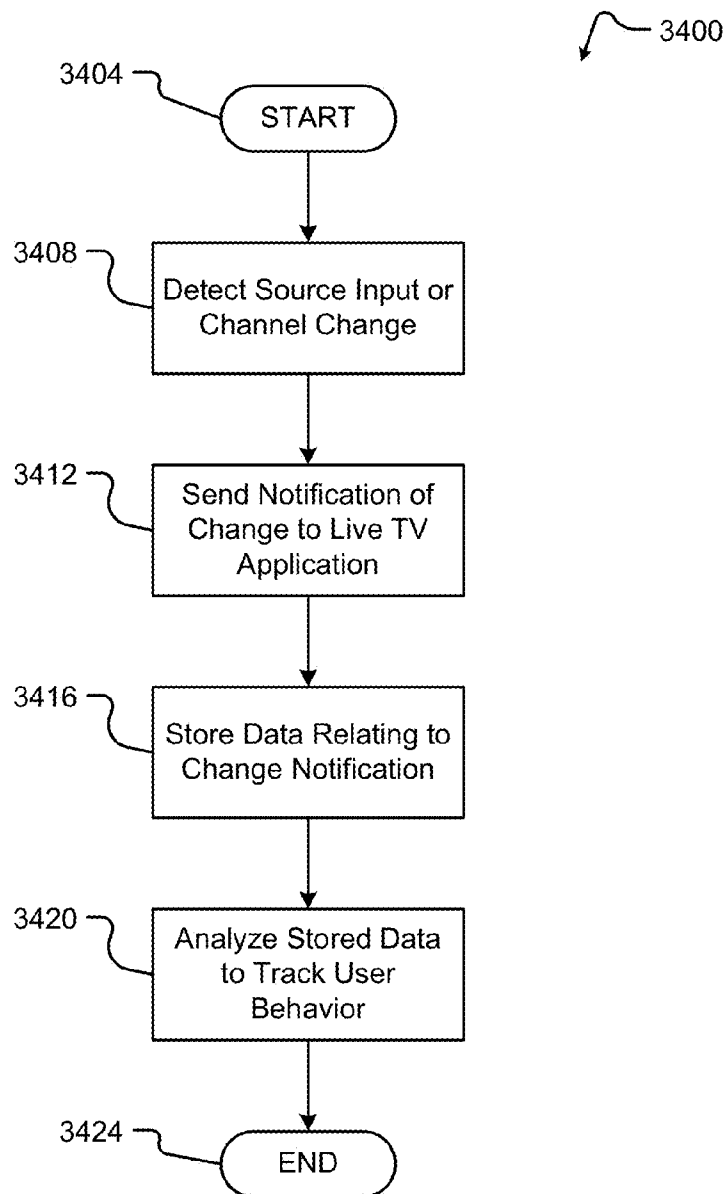 3400
3404
START
3408
Detect Source Input or
Channel Change
3412
Send Notification of
Change to Live TV
Application
3416
Store Data Relating to
Change Notification
3420
Analyze Stored Data
to Track User
Behavior
3424
END